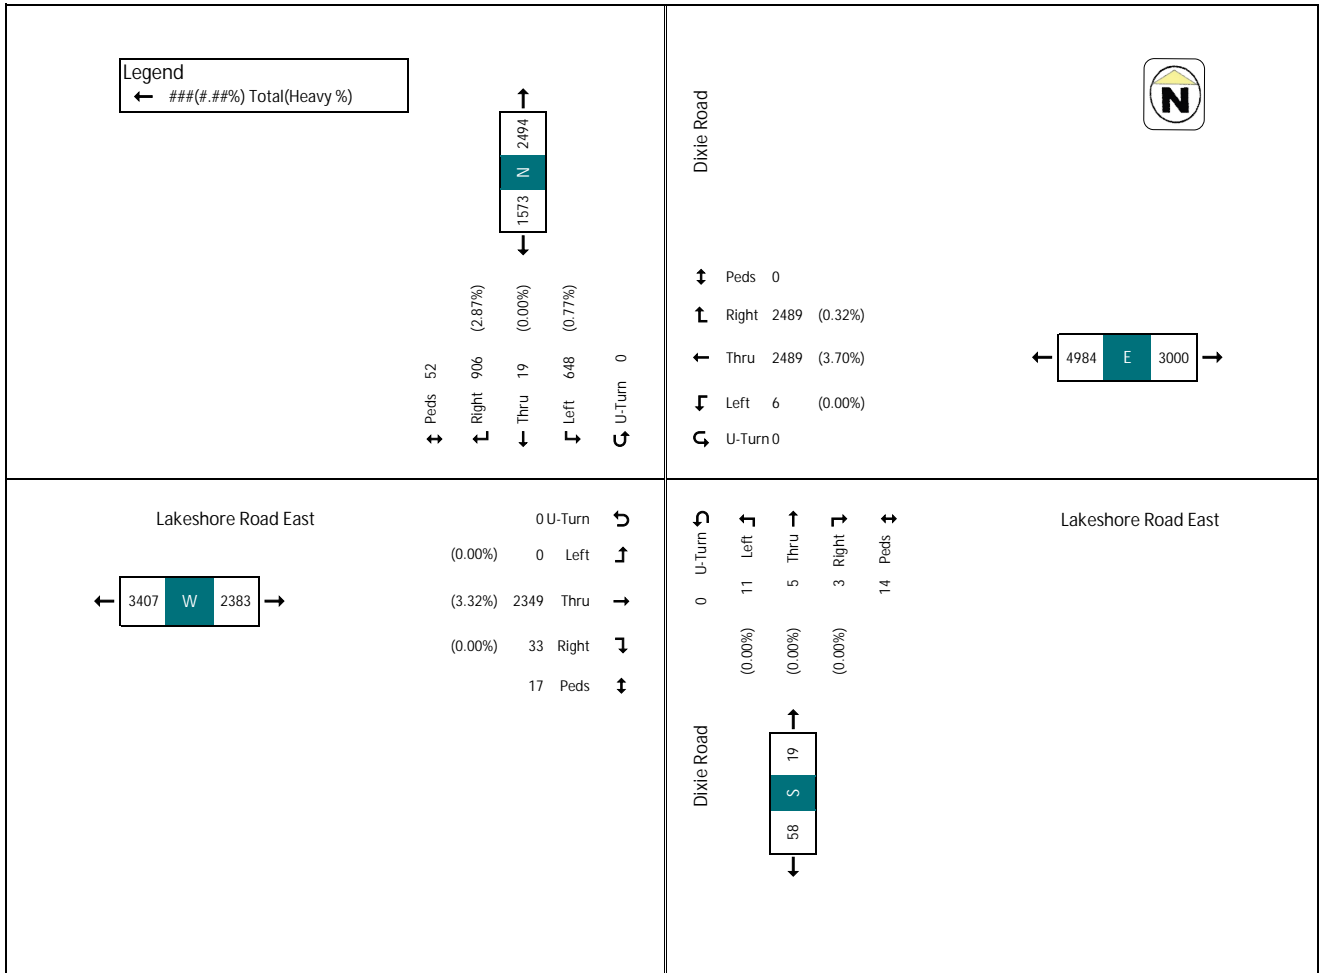 Legend
###(#.##%) Total(Heavy %)
2494
N
1573
Peds 52
Right 906 (2.87%)
Thru 19 (0.00%)
Left 648 (0.77%)
U-Turn 0
Dixie Road
N
Peds 0
Right 2489 (0.32%)
Thru 2489 (3.70%)
Left 6 (0.00%)
U-Turn 0
4984 E 3000
Lakeshore Road East
0 U-Turn
(0.00%) 0 Left
(3.32%) 2349 Thru
(0.00%) 33 Right
17 Peds
3407 W 2383
0 U-Turn
(0.00%) 11 Left
(0.00%) 5 Thru
(0.00%) 3 Right
14 Peds
Lakeshore Road East
Dixie Road
19
S
58